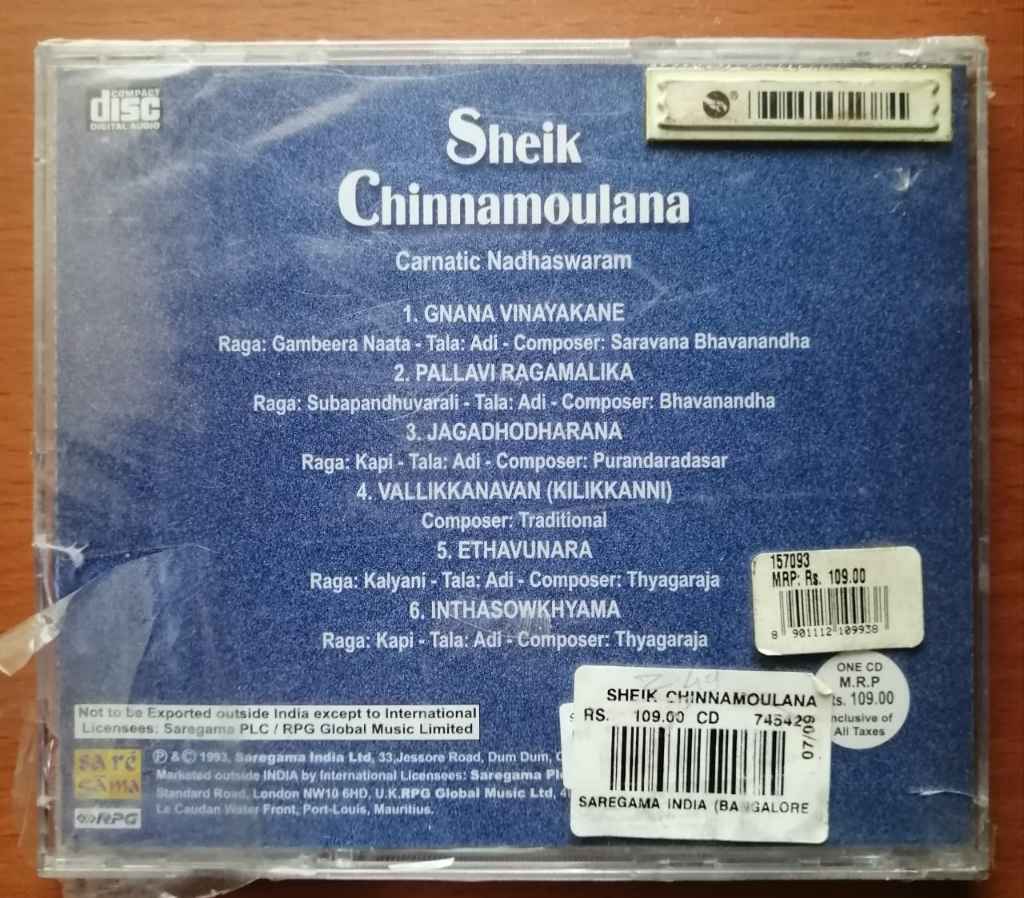 COMPACT
disc
DIGITAL AUDIO
Sheik
Chinnamoulana
Carnatic Nadhaswaram
1. GNANA VINAYAKANE
Raga: Gambeera Naata - Tala: Adi - Composer: Saravana Bhavanandha
2. PALLAVI RAGAMALIKA
Raga: Subapandhuvarali - Tala: Adi - Composer: Bhavanandha
3. JAGADHODHARANA
Raga: Kapi - Tala: Adi - Composer: Purandaradasar
4. VALLIKKANAVAN (KILIKKANNI)
Composer: Traditional
5. ETHAVUNARA
Raga: Kalyani - Tala: Adi - Composer: Thyagaraja
6. INTHASOWKHYAMA
Raga: Kapi - Tala: Adi - Composer: Thyagaraja
157093
MRP: Rs. 109.00
8 901112 109938
ONE CD
M.R.P
Rs. 109.00
Inclusive of
All Taxes
SHEIK CHINNAMOULANA
RS. 109.00 CD 745429
07/09
SAREGAMA INDIA (BANGALORE
Not to be Exported outside India except to International
Licensees: Saregama PLC / RPG Global Music Limited
sa re
gama
RPG
℗ & © 1993, Saregama India Ltd, 33, Jessore Road, Dum Dum,
Marketed outside INDIA by International Licensees: Saregama Plc
Standard Road, London NW10 6HD, U.K. RPG Global Music Ltd,
La Caudan Water Front, Port-Louis, Mauritius.